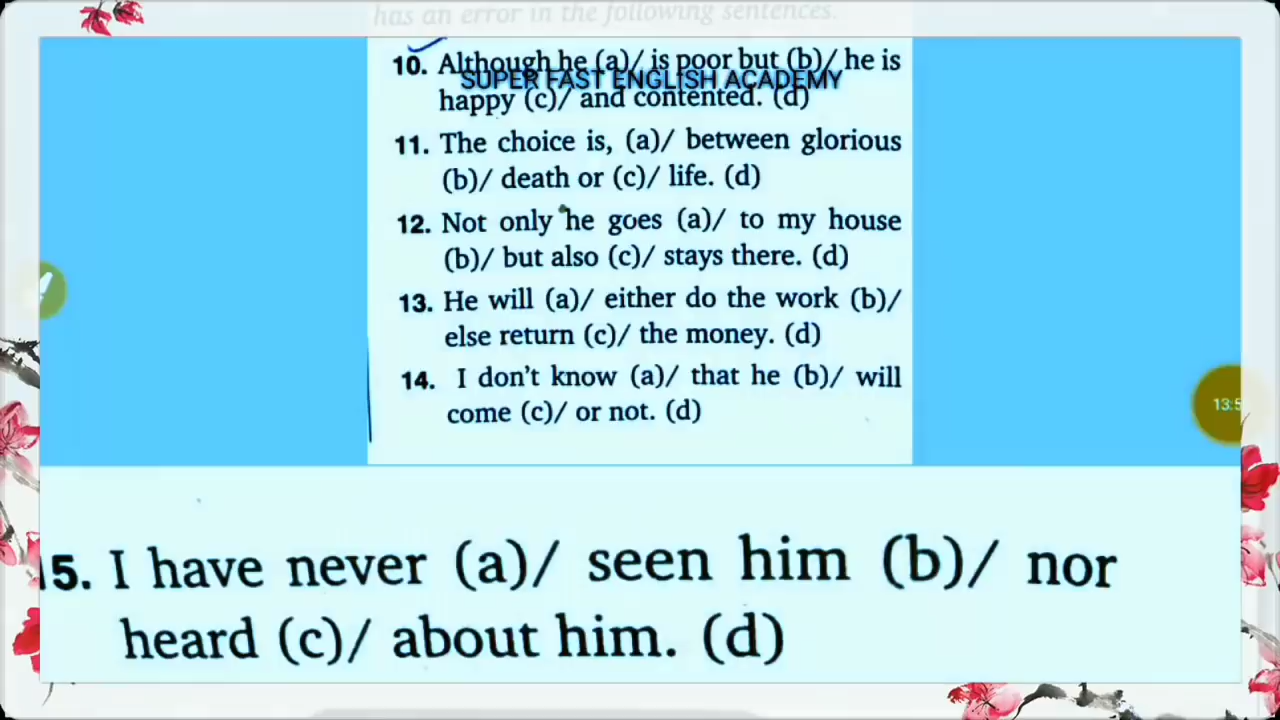 has an error in the following sentences.
10. Although he (a)/ is poor but (b)/ he is
SUPER FAST ENGLISH ACADEMY
happy (c)/ and contented. (d)
11. The choice is, (a)/ between glorious
(b)/ death or (c)/ life. (d)
12. Not only he goes (a)/ to my house
(b)/ but also (c)/ stays there. (d)
13. He will (a)/ either do the work (b)/
else return (c)/ the money. (d)
14. I don't know (a)/ that he (b)/ will
come (c)/ or not. (d)
13:5
15. I have never (a)/ seen him (b)/ nor
heard (c)/ about him. (d)